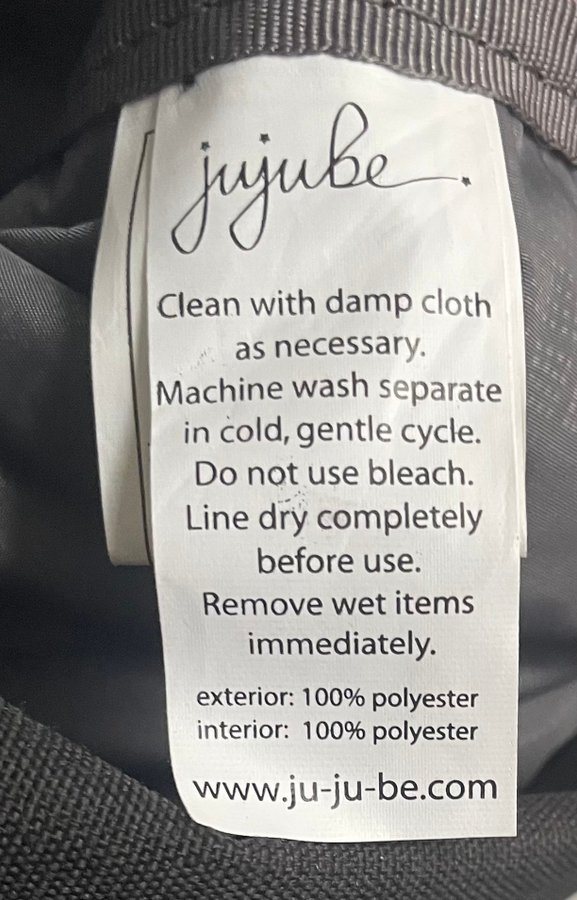 jujube.
Clean with damp cloth
as necessary.
Machine wash separate
in cold, gentle cycle.
Do not use bleach.
Line dry completely
before use.
Remove wet items
immediately.
exterior: 100% polyester
interior: 100% polyester
www.ju-ju-be.com